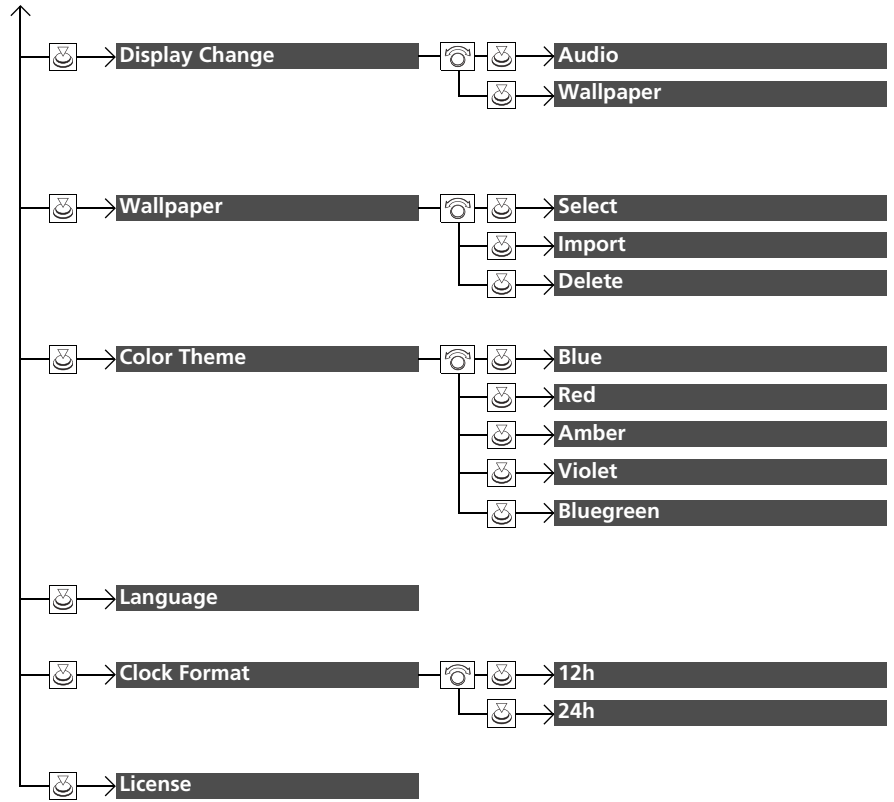 Display Change
Audio
Wallpaper
Wallpaper
Select
Import
Delete
Color Theme
Blue
Red
Amber
Violet
Bluegreen
Language
Clock Format
12h
24h
License